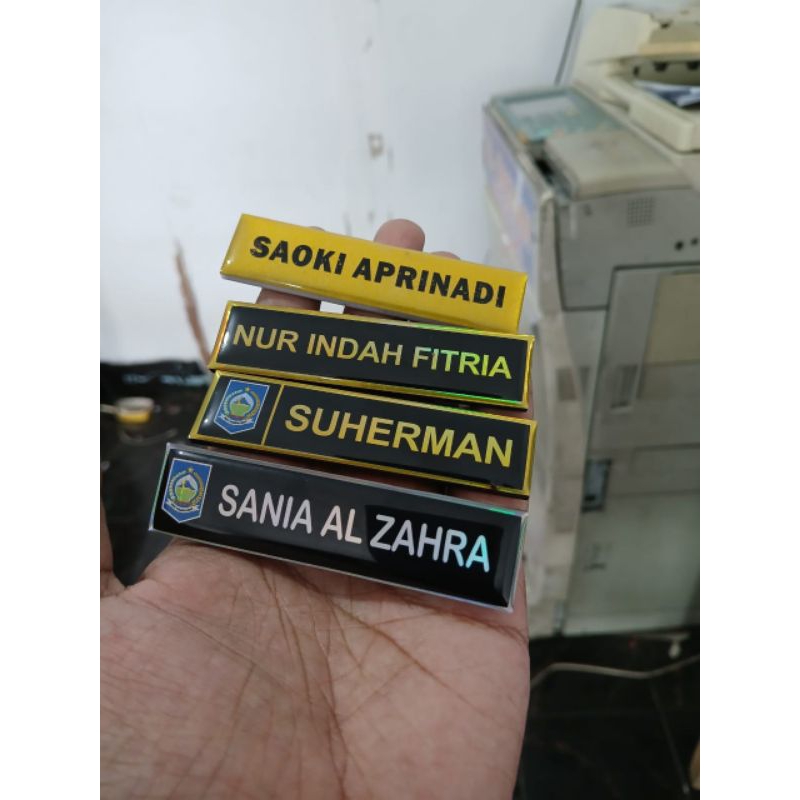 SAOKI APRINADI
NUR INDAH FITRIA
SUHERMAN
SANIA AL ZAHRA